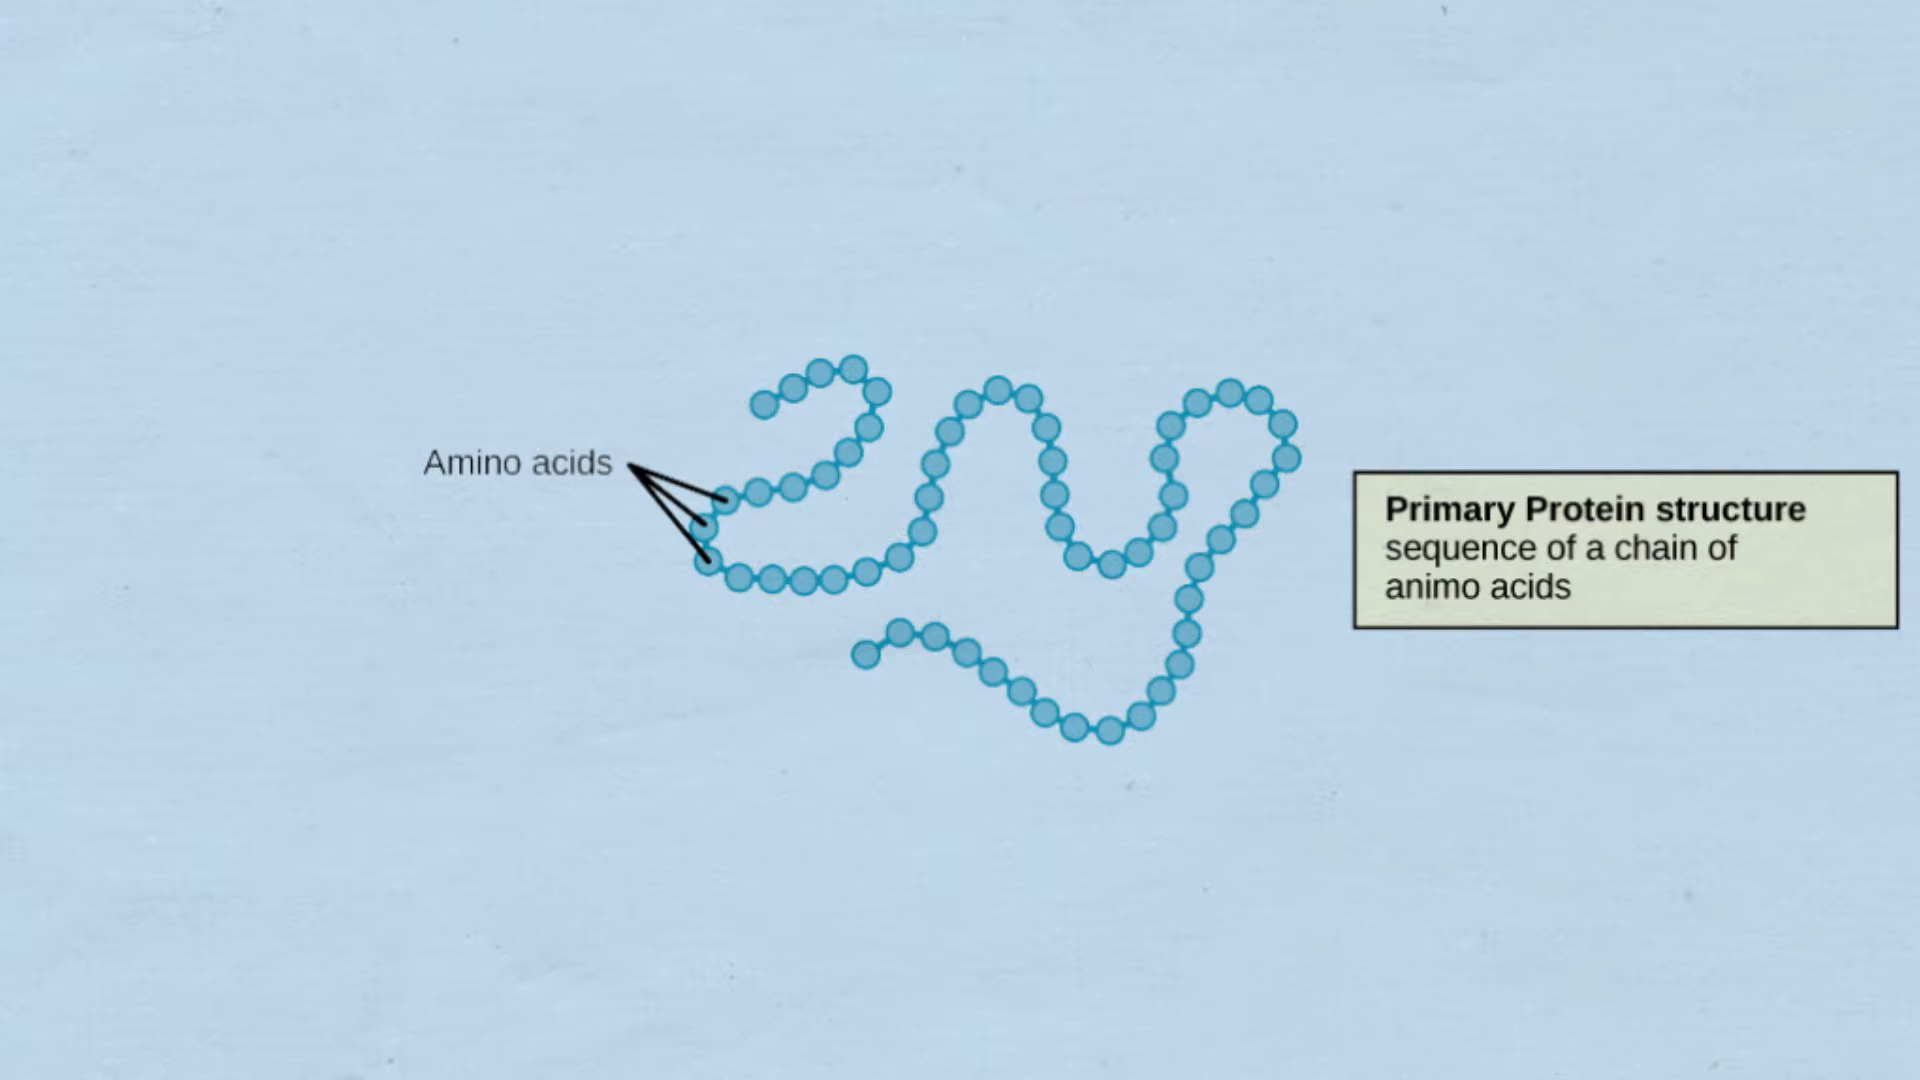 Amino acids
Primary Protein structure
sequence of a chain of
animo acids